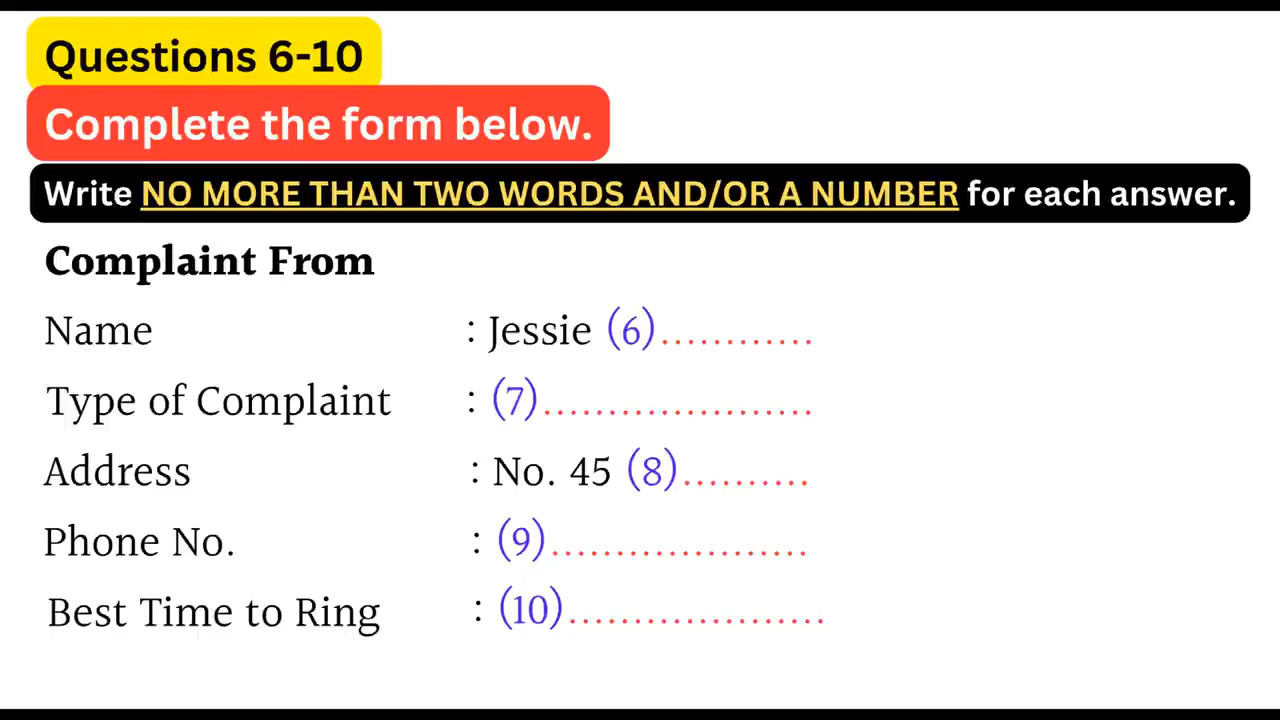 Questions 6-10
Complete the form below.
Write NO MORE THAN TWO WORDS AND/OR A NUMBER for each answer.
Complaint From
Name : Jessie (6)............
Type of Complaint : (7).....................
Address : No. 45 (8)..........
Phone No. : (9)....................
Best Time to Ring : (10)....................